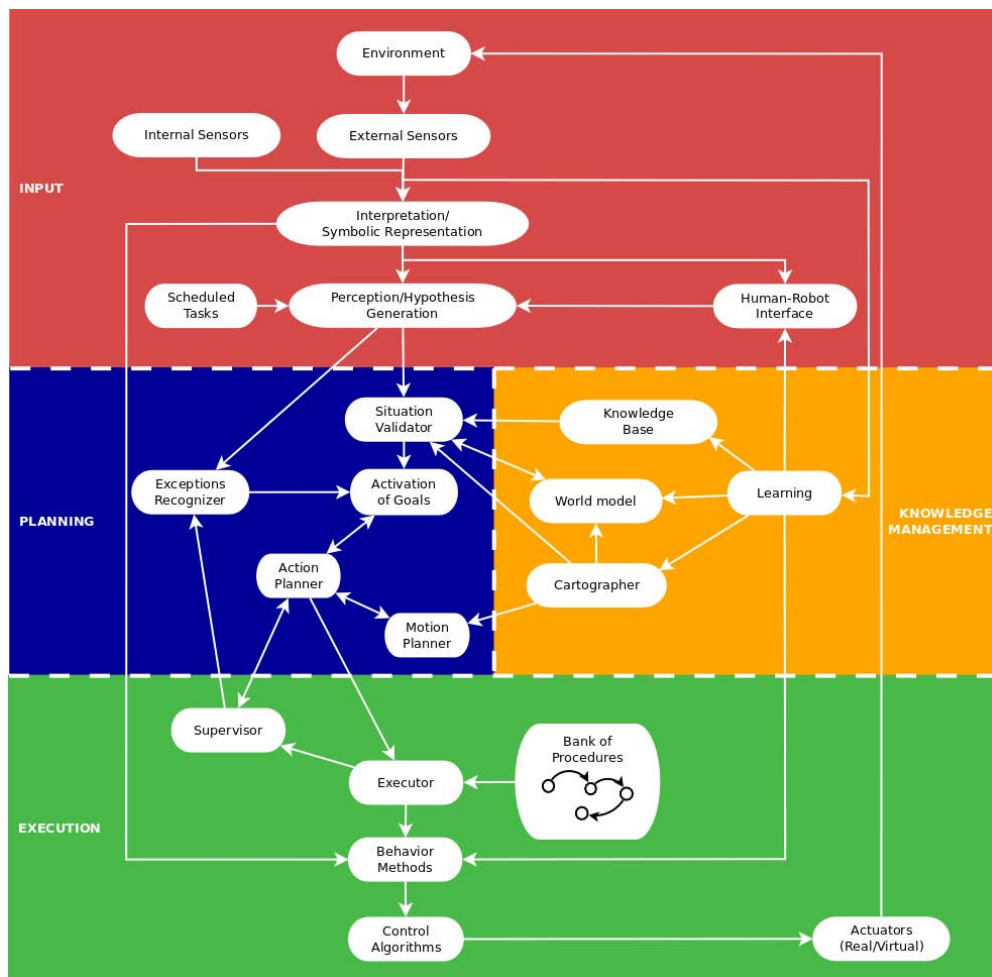 Environment
Internal Sensors
External Sensors
INPUT
Interpretation/
Symbolic Representation
Scheduled
Tasks
Perception/Hypothesis
Generation
Human-Robot
Interface
Situation
Validator
Knowledge
Base
Exceptions
Recognizer
Activation
of Goals
World model
Learning
PLANNING
KNOWLEDGE
MANAGEMENT
Action
Planner
Cartographer
Motion
Planner
Supervisor
Bank of
Procedures
Executor
EXECUTION
Behavior
Methods
Control
Algorithms
Actuators
(Real/Virtual)